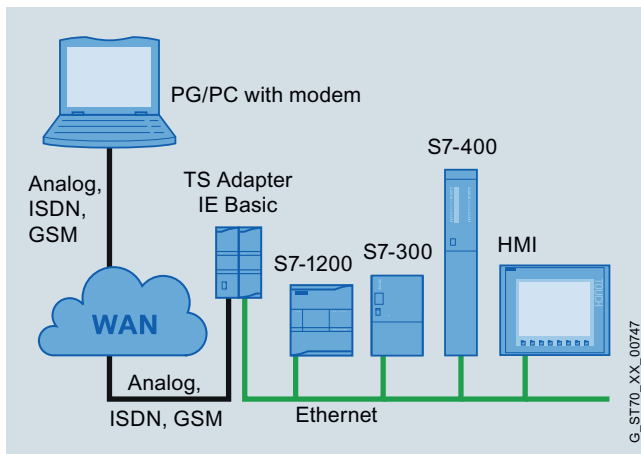 PG/PC with modem
Analog,
ISDN,
GSM
TS Adapter
IE Basic
S7-1200
S7-300
S7-400
HMI
TOUCH
WAN
Analog,
ISDN, GSM
Ethernet
G_ST70_XX_00747